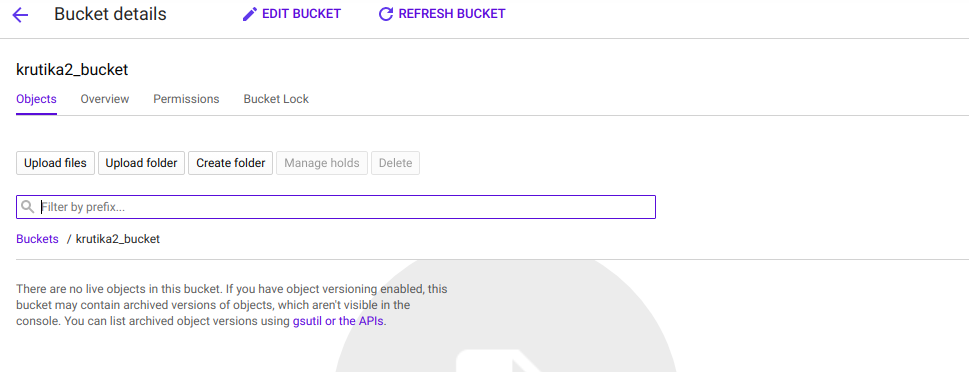 Bucket details EDIT BUCKET REFRESH BUCKET
krutika2_bucket
Objects Overview Permissions Bucket Lock
Upload files Upload folder Create folder Manage holds Delete
Filter by prefix...
Buckets / krutika2_bucket
There are no live objects in this bucket. If you have object versioning enabled, this
bucket may contain archived versions of objects, which aren't visible in the
console. You can list archived object versions using gsutil or the APIs.